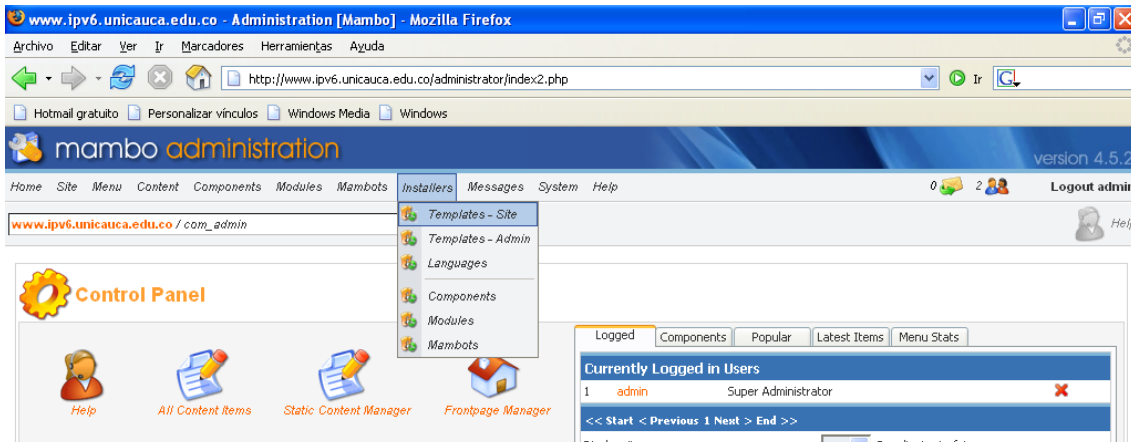 www.ipv6.unicauca.edu.co - Administration [Mambo] - Mozilla Firefox
Archivo Editar Ver Ir Marcadores Herramientas Ayuda
http://www.ipv6.unicauca.edu.co/administrator/index2.php Ir G
Hotmail gratuito Personalizar vínculos Windows Media Windows
mambo administration
version 4.5.2
Home Site Menu Content Components Modules Mambots Installers Messages System Help 0 2 Logout admin
www.ipv6.unicauca.edu.co / com_admin
Help
Templates - Site
Templates - Admin
Languages
Components
Modules
Mambots
Control Panel
Help All Content Items Static Content Manager Frontpage Manager
Logged Components Popular Latest Items Menu Stats
Currently Logged in Users
1 admin Super Administrator
<< Start < Previous 1 Next > End >>